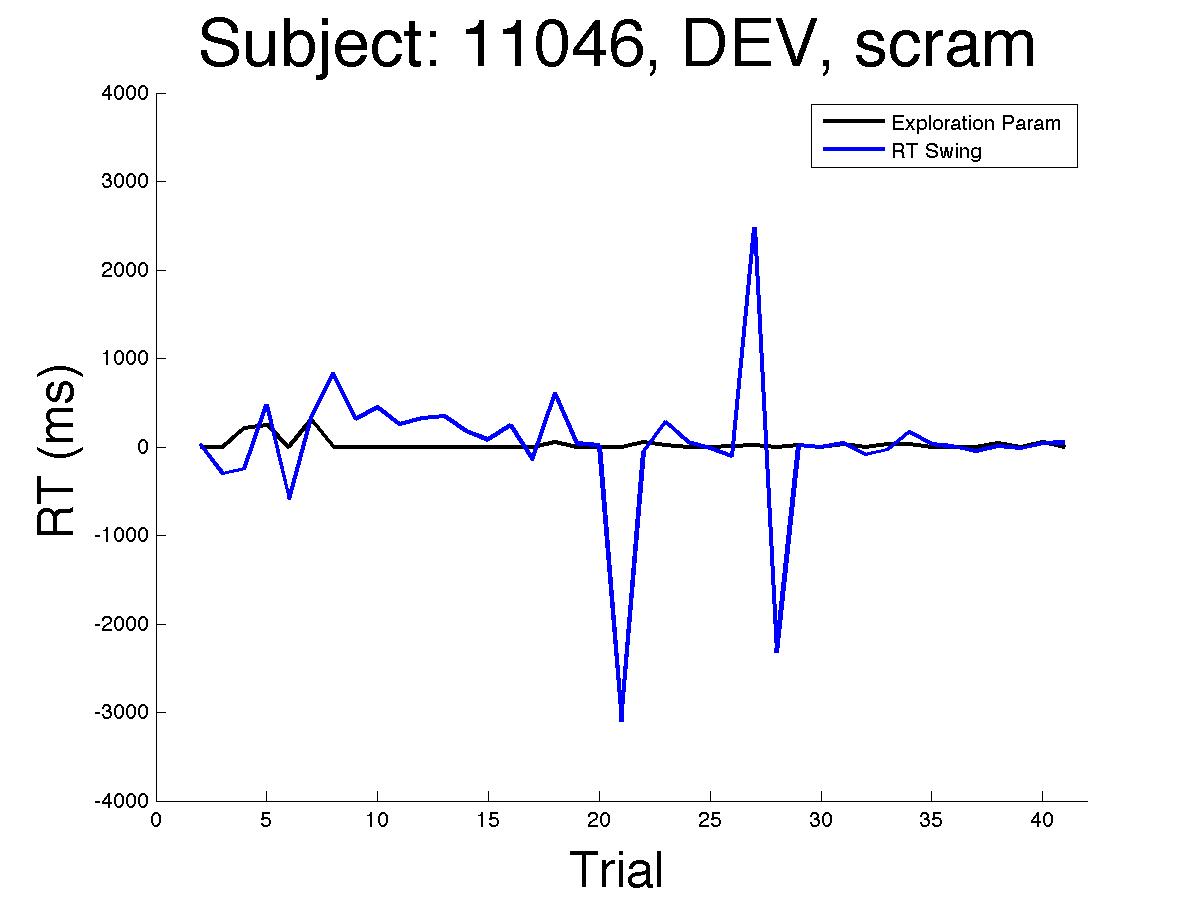 Subject: 11046, DEV, scram
Exploration Param
RT Swing
4000
3000
2000
1000
0
-1000
-2000
-3000
-4000
RT (ms)
0 5 10 15 20 25 30 35 40
Trial